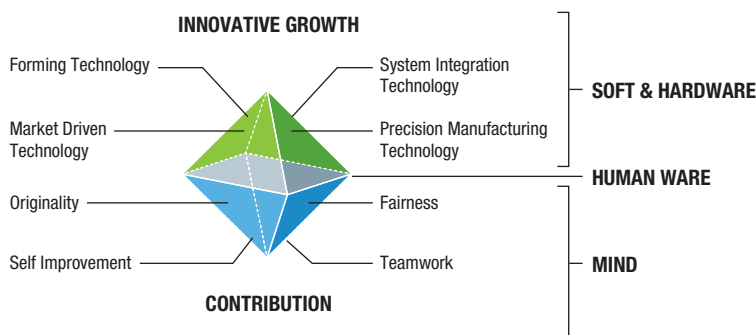 INNOVATIVE GROWTH
Forming Technology
System Integration
Technology
SOFT & HARDWARE
Market Driven
Technology
Precision Manufacturing
Technology
HUMAN WARE
Originality
Fairness
Self Improvement
Teamwork
MIND
CONTRIBUTION